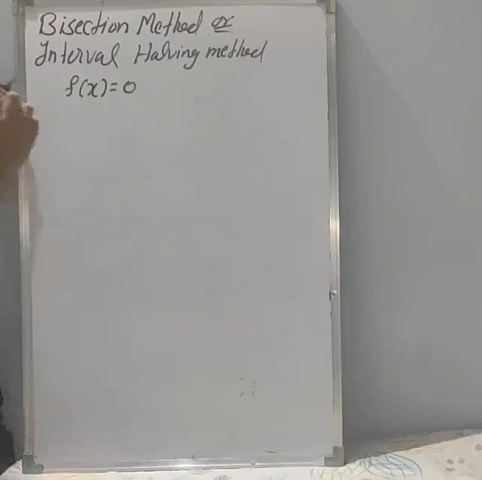 Bisection Method or
Interval Halving method
f(x)=0